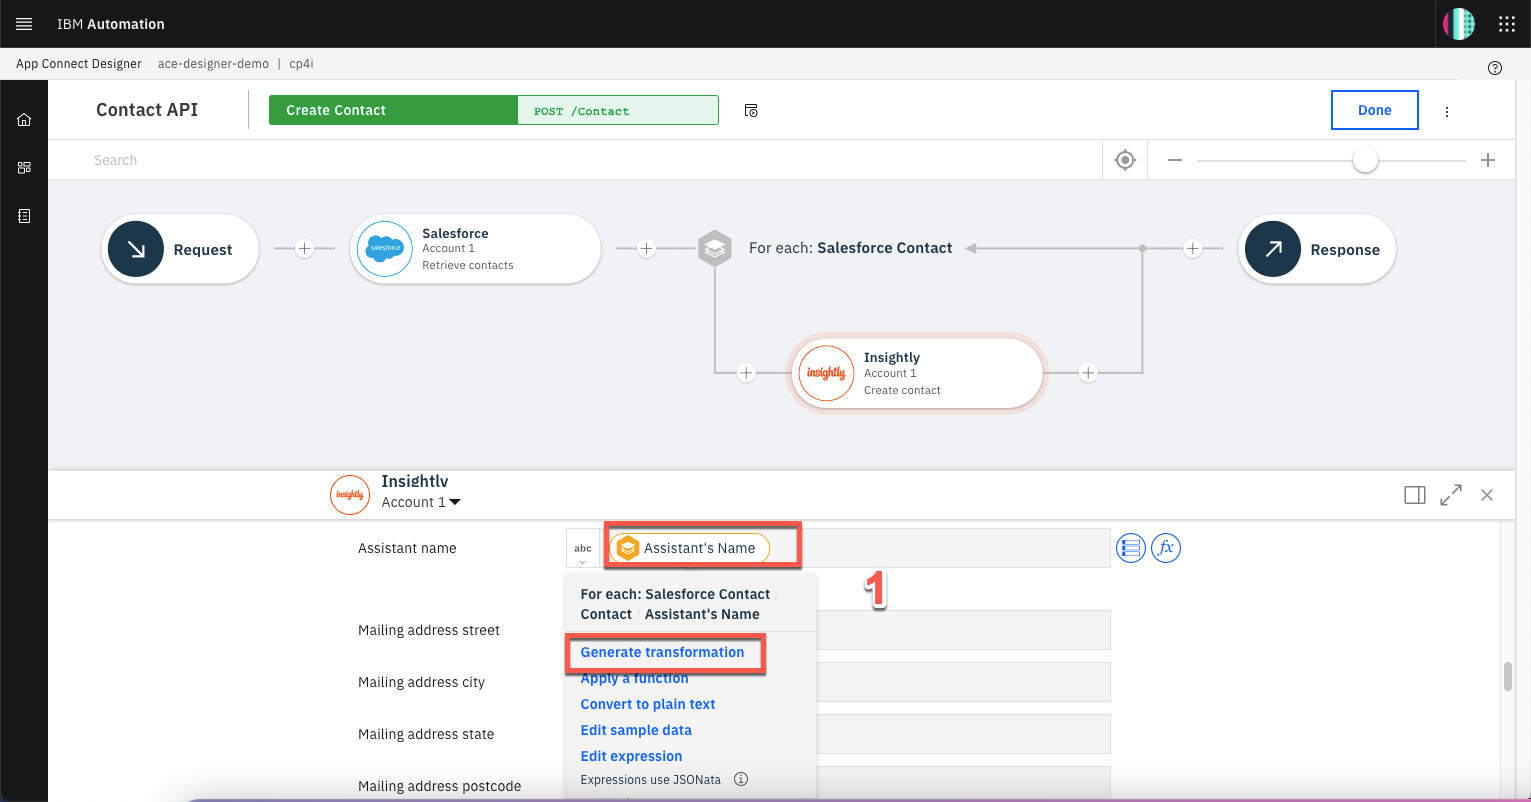 IBM Automation
App Connect Designer ace-designer-demo | cp4i
Contact API
Create Contact
POST /Contact
Done
Search
Request
Salesforce
Account 1
Retrieve contacts
salesforce
For each: Salesforce Contact
Response
Insightly
Account 1
Create contact
insightly
Insightly
Account 1
insightly
Assistant name
abc
Assistant's Name
fx
1
For each: Salesforce Contact /
Contact / Assistant's Name
Mailing address street
Generate transformation
Apply a function
Mailing address city
Convert to plain text
Edit sample data
Mailing address state
Edit expression
Expressions use JSONata
Mailing address postcode